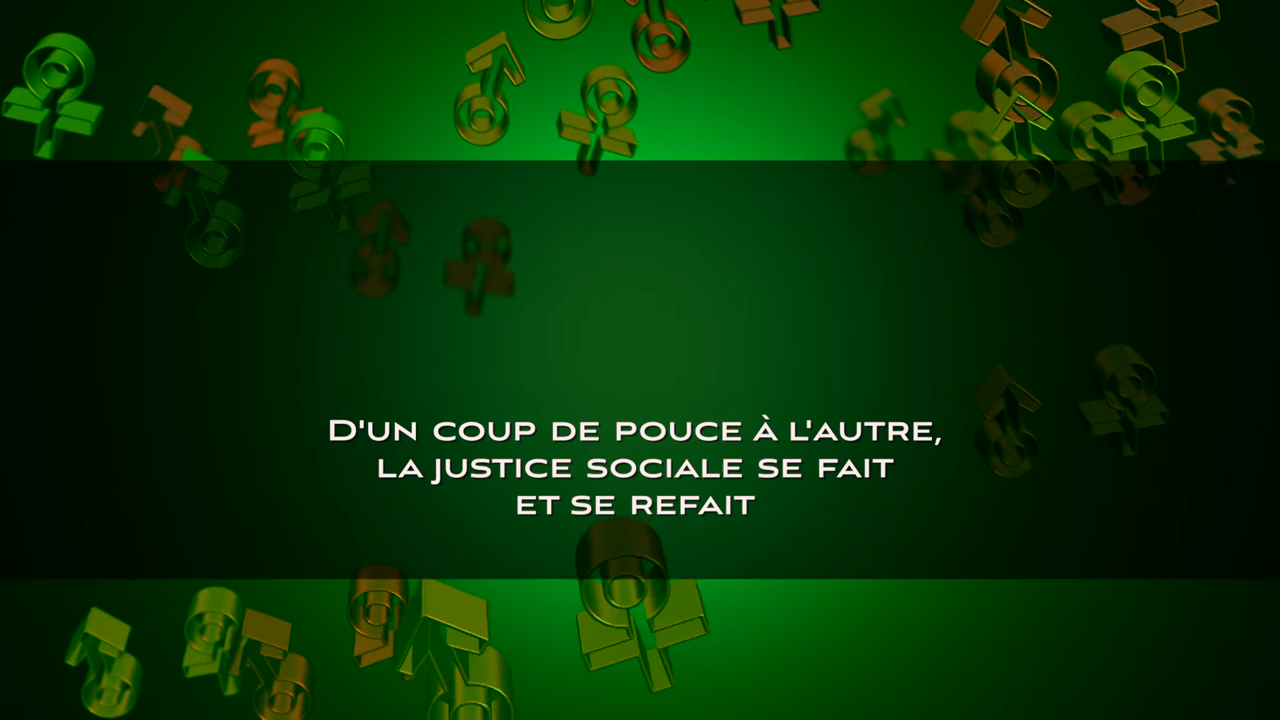 D'UN COUP DE POUCE À L'AUTRE,
LA JUSTICE SOCIALE SE FAIT
ET SE REFAIT